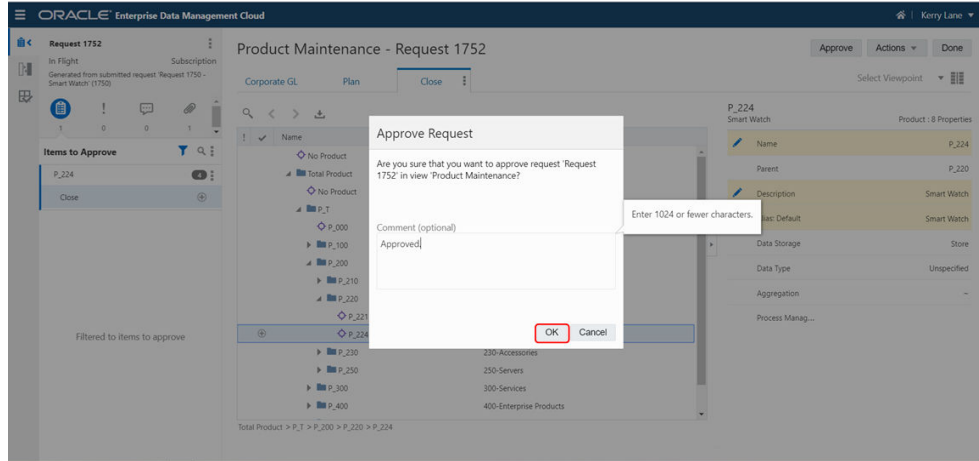 ORACLE Enterprise Data Management Cloud
Kerry Lane
Request 1752
In Flight Subscription
Generated from submitted request 'Request 1750 -
Smart Watch' (1750)
1 0 0 1
Items to Approve
P_224 4
Close
Filtered to items to approve
Product Maintenance - Request 1752
Approve Actions Done
Corporate GL Plan Close
Select Viewpoint
! Name
No Product
Total Product
No Product
P_T
P_000
P_100
P_200
P_210
P_220
P_221
P_224
P_230 230-Accessories
P_250 250-Servers
P_300 300-Services
P_400 400-Enterprise Products
Total Product > P_T > P_200 > P_220 > P_224
Approve Request
Are you sure that you want to approve request 'Request
1752' in view 'Product Maintenance?
Comment (optional)
Approved.
Enter 1024 or fewer characters.
OK Cancel
P_224
Smart Watch Product : 8 Properties
Name P_224
Parent P_220
Description Smart Watch
Alias: Default Smart Watch
Data Storage Store
Data Type Unspecified
Aggregation ~
Process Manag...